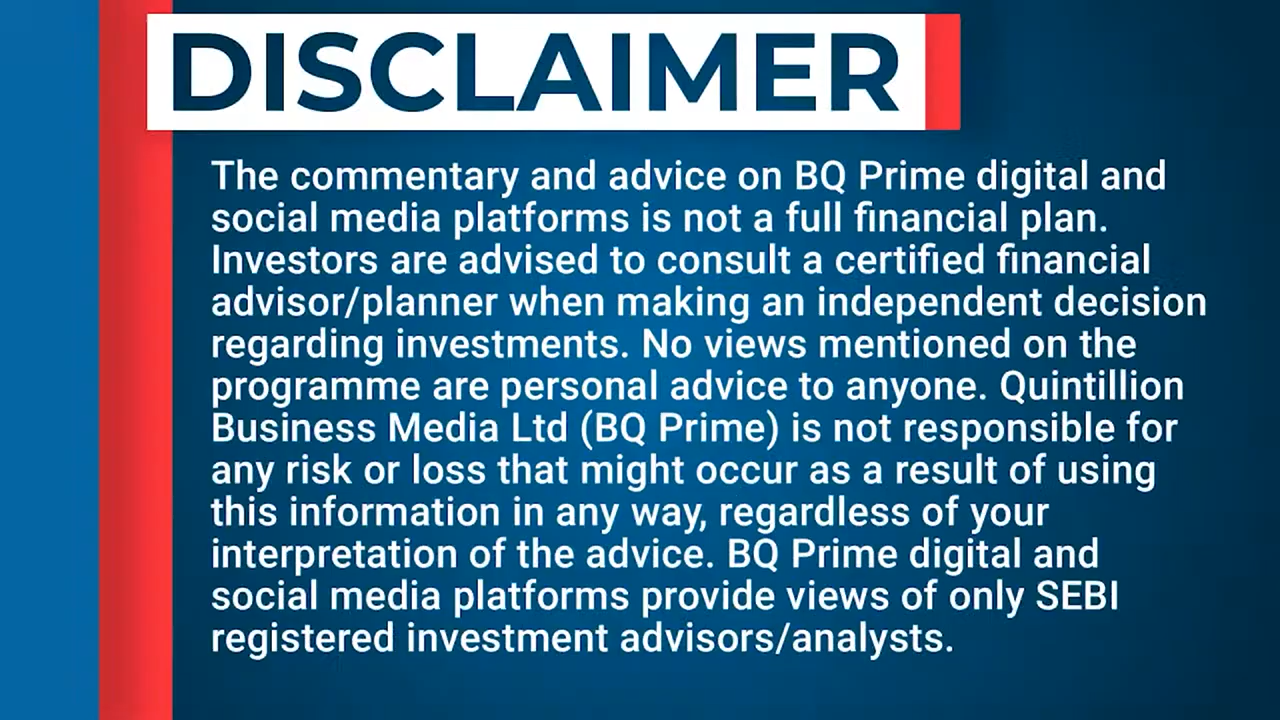 DISCLAIMER
The commentary and advice on BQ Prime digital and
social media platforms is not a full financial plan.
Investors are advised to consult a certified financial
advisor/planner when making an independent decision
regarding investments. No views mentioned on the
programme are personal advice to anyone. Quintillion
Business Media Ltd (BQ Prime) is not responsible for
any risk or loss that might occur as a result of using
this information in any way, regardless of your
interpretation of the advice. BQ Prime digital and
social media platforms provide views of only SEBI
registered investment advisors/analysts.